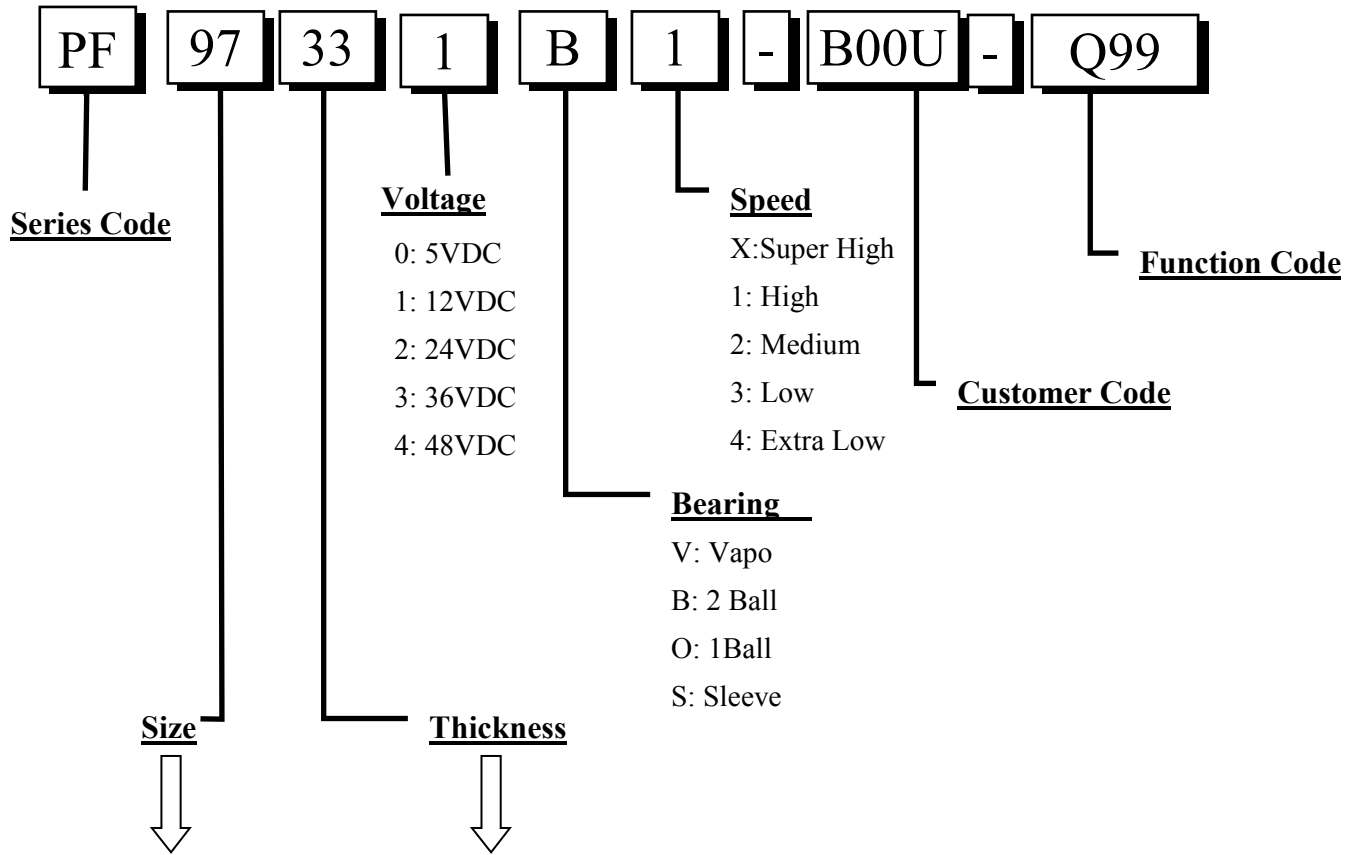 PF 97 33 1 B 1 - B00U - Q99
Series Code
Voltage
0: 5VDC
1: 12VDC
2: 24VDC
3: 36VDC
4: 48VDC
Speed
X:Super High
1: High
2: Medium
3: Low
4: Extra Low
Function Code
Customer Code
Bearing
V: Vapo
B: 2 Ball
O: 1Ball
S: Sleeve
Size
Thickness